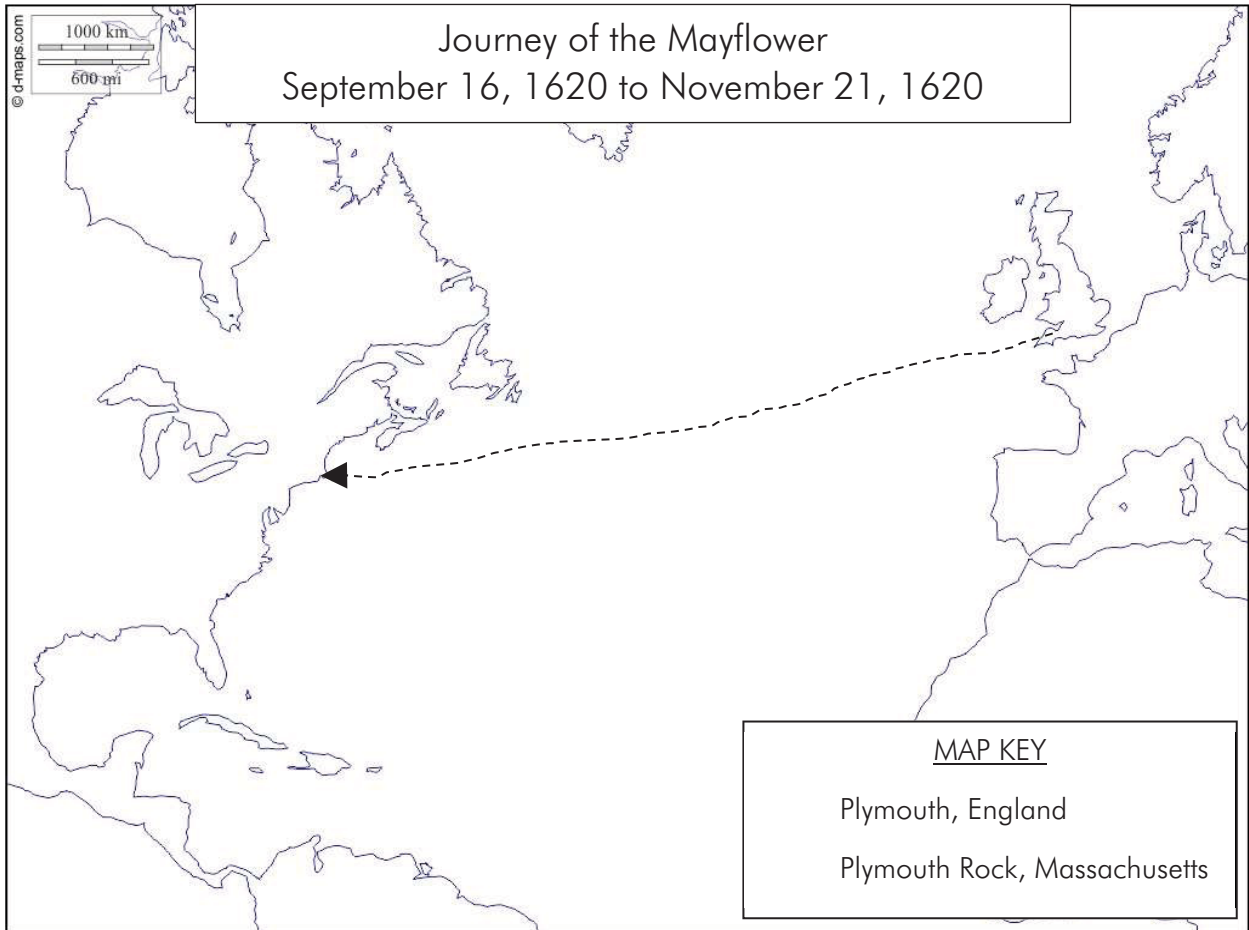 © d-maps.com
1000 km
600 mi
Journey of the Mayflower
September 16, 1620 to November 21, 1620
MAP KEY
Plymouth, England
Plymouth Rock, Massachusetts